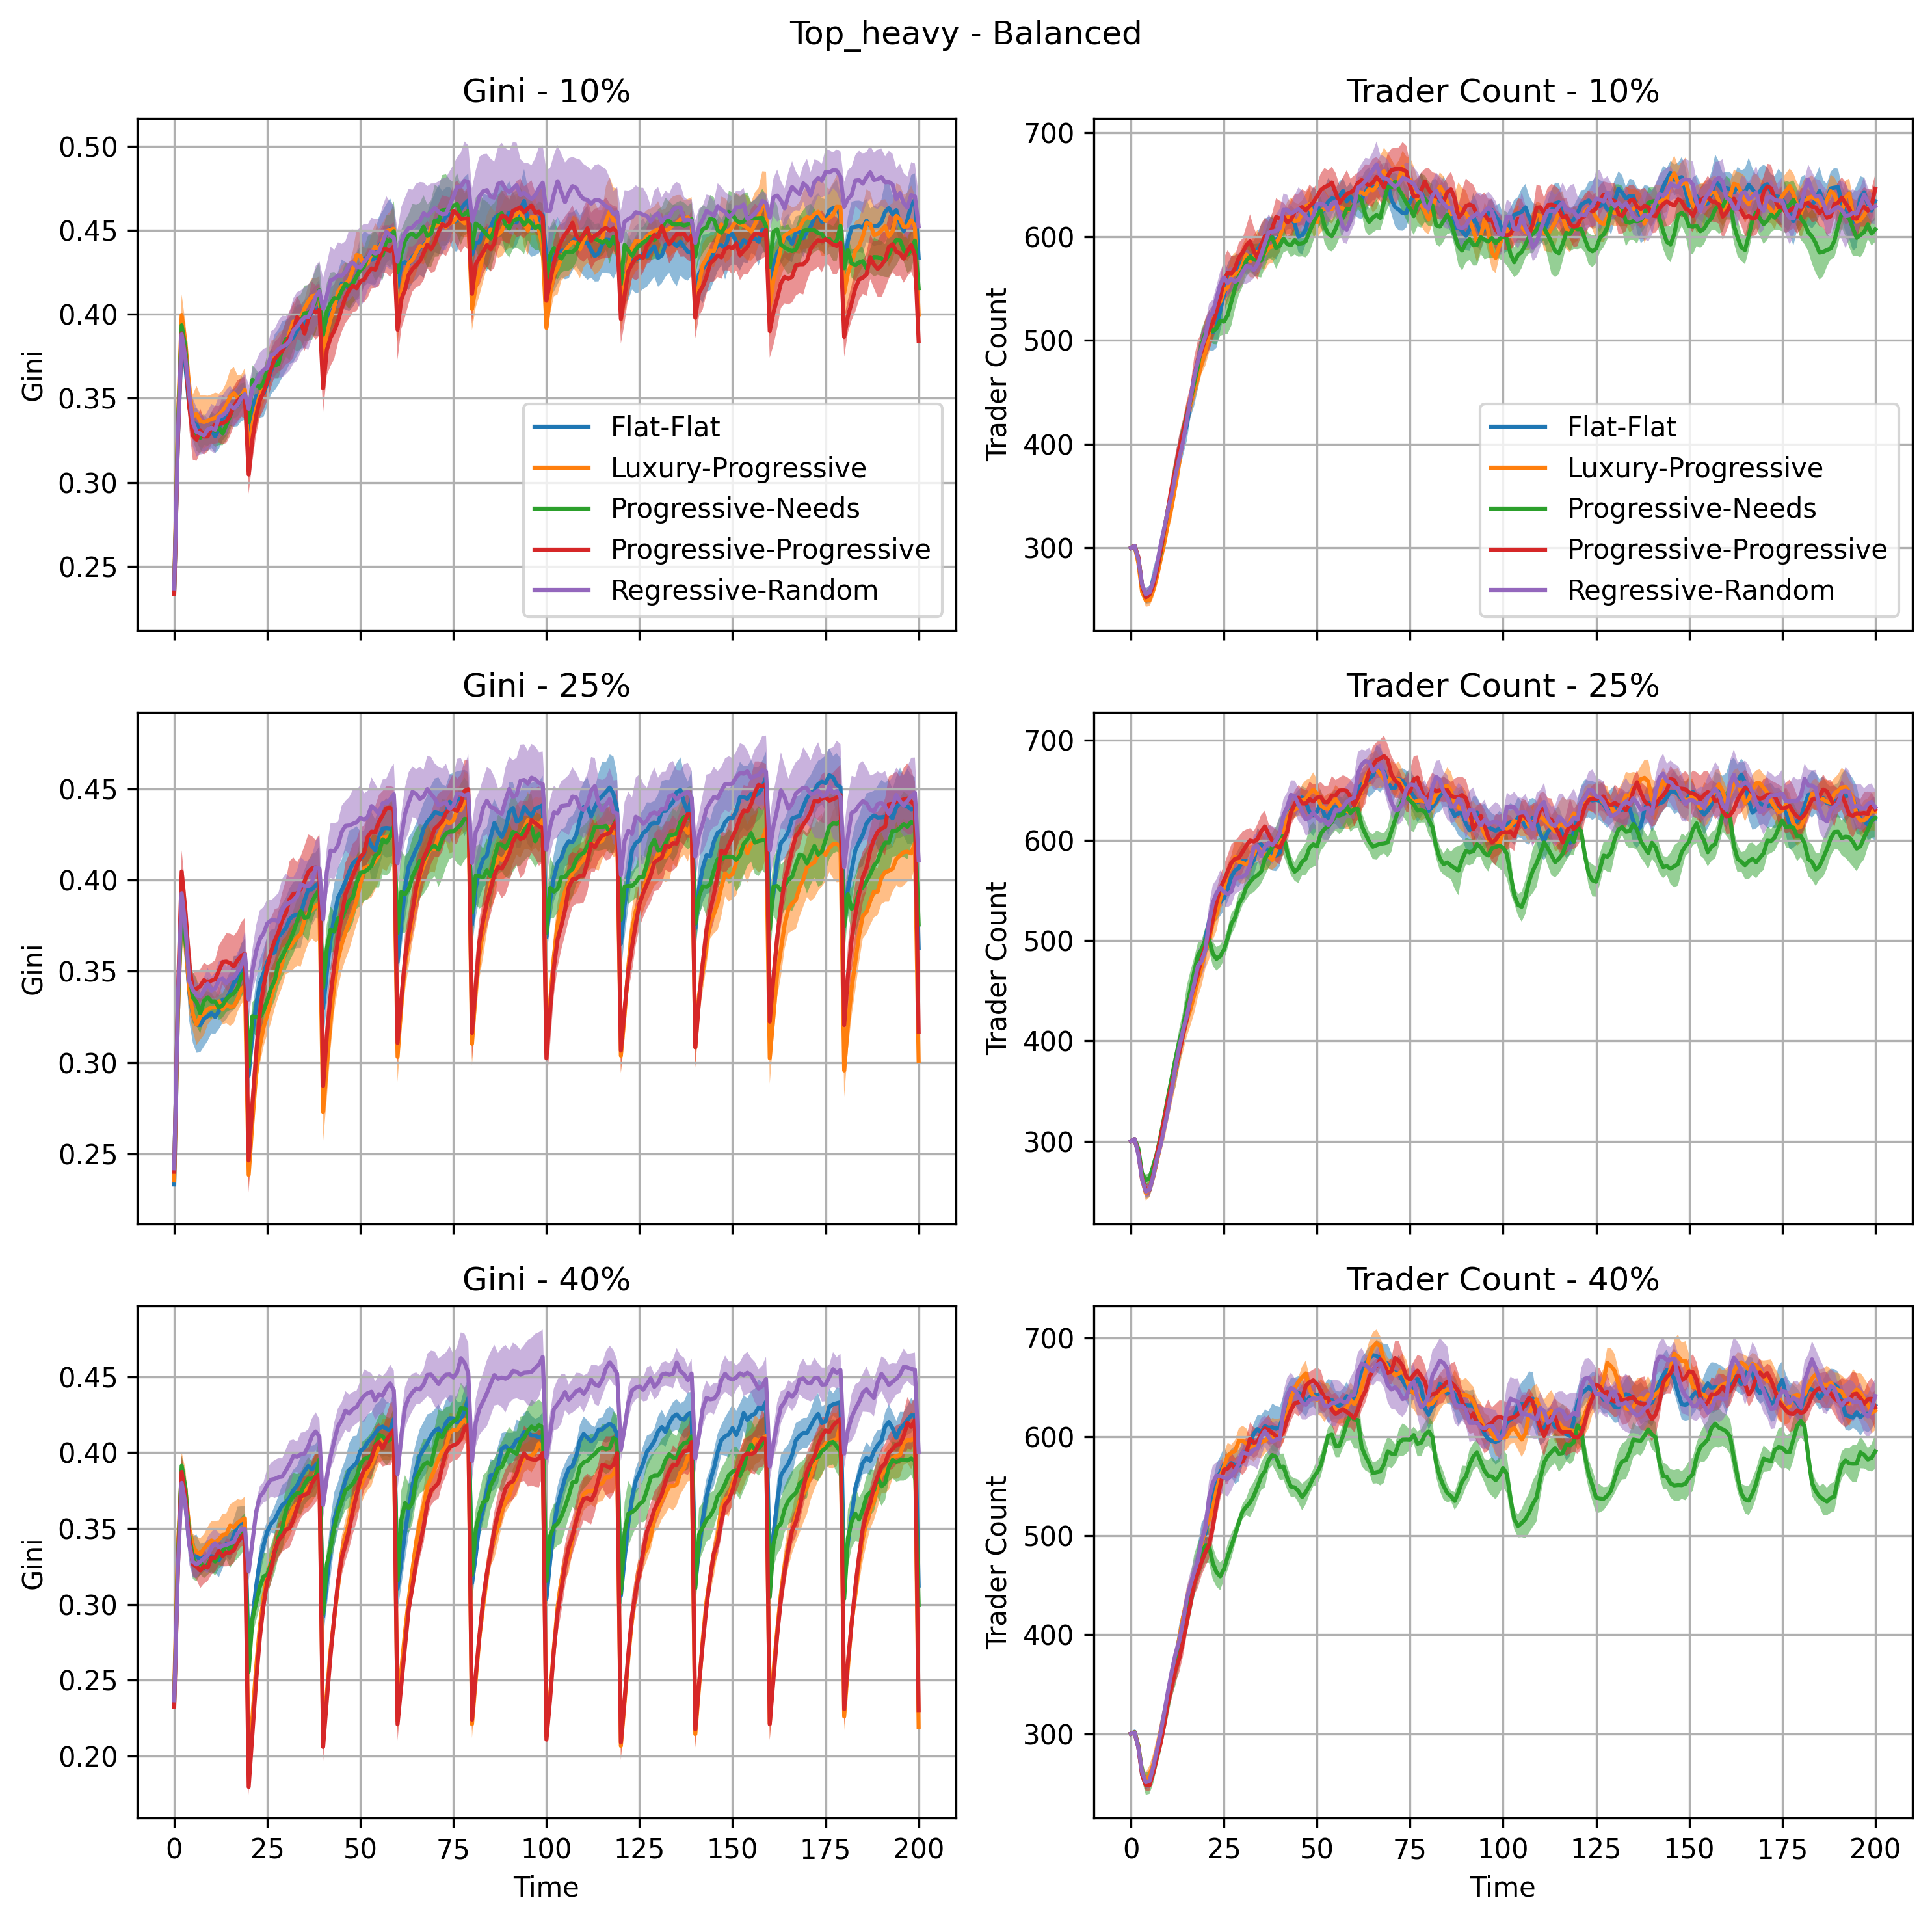 Top_heavy - Balanced
Gini - 10%
Trader Count - 10%
Gini
0.50
0.45
0.40
0.35
0.30
0.25
Flat-Flat
Luxury-Progressive
Progressive-Needs
Progressive-Progressive
Regressive-Random
Trader Count
700
600
500
400
300
Flat-Flat
Luxury-Progressive
Progressive-Needs
Progressive-Progressive
Regressive-Random
Gini - 25%
Trader Count - 25%
Gini
0.45
0.40
0.35
0.30
0.25
Trader Count
700
600
500
400
300
Gini - 40%
Trader Count - 40%
Gini
0.45
0.40
0.35
0.30
0.25
0.20
0 25 50 75 100 125 150 175 200
Time
Trader Count
700
600
500
400
300
0 25 50 75 100 125 150 175 200
Time